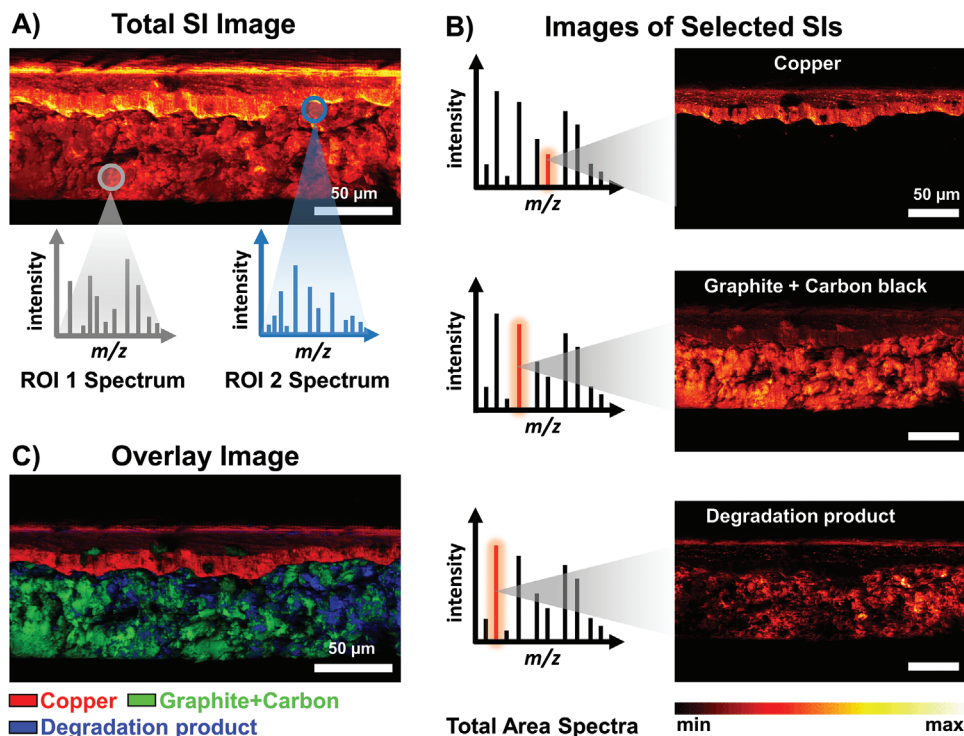 A) Total SI Image
50 µm
intensity
m/z
ROI 1 Spectrum
intensity
m/z
ROI 2 Spectrum
B) Images of Selected SIs
intensity
m/z
Copper
50 µm
intensity
m/z
Graphite + Carbon black
intensity
m/z
Degradation product
Total Area Spectra
min max
C) Overlay Image
50 µm
Copper Graphite+Carbon
Degradation product